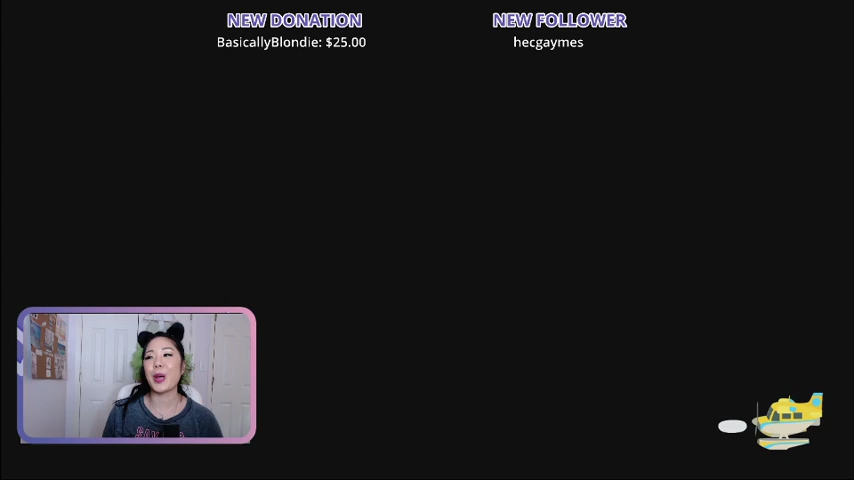 NEW DONATION
BasicallyBlondie: $25.00
NEW FOLLOWER
hecgaymes